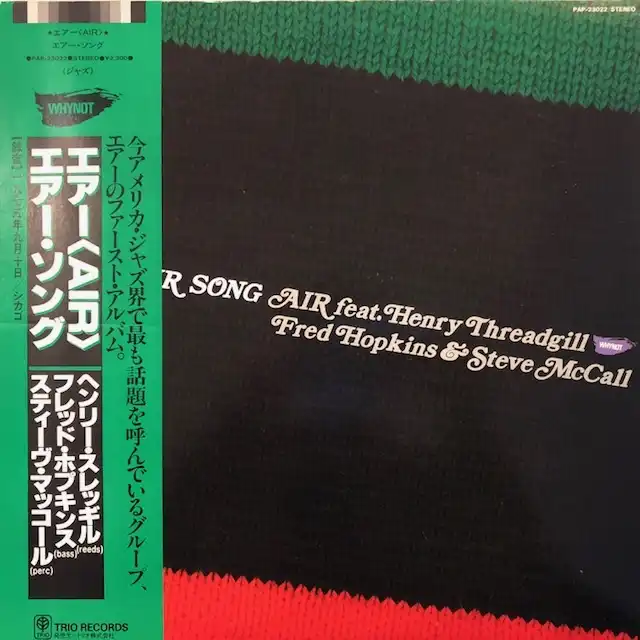 PAP-23022 STEREO
★エアー〈AIR〉★
エアー・ソング
●PAP-23022●STEREO●¥2,300●
〈ジャズ〉
WHYNOT
エアー〈AIR〉
エアー・ソング
今アメリカ・ジャズ界で最も話題を呼んでいるグループ、
エアーのファースト・アルバム。
ヘンリー・スレッギル(reeds)
フレッド・ホプキンス(bass)
スティーヴ・マッコール(perc)
TRIO
TRIO RECORDS
SONG AIR feat. Henry Threadgill
WHYNOT
Fred Hopkins & Steve McCall